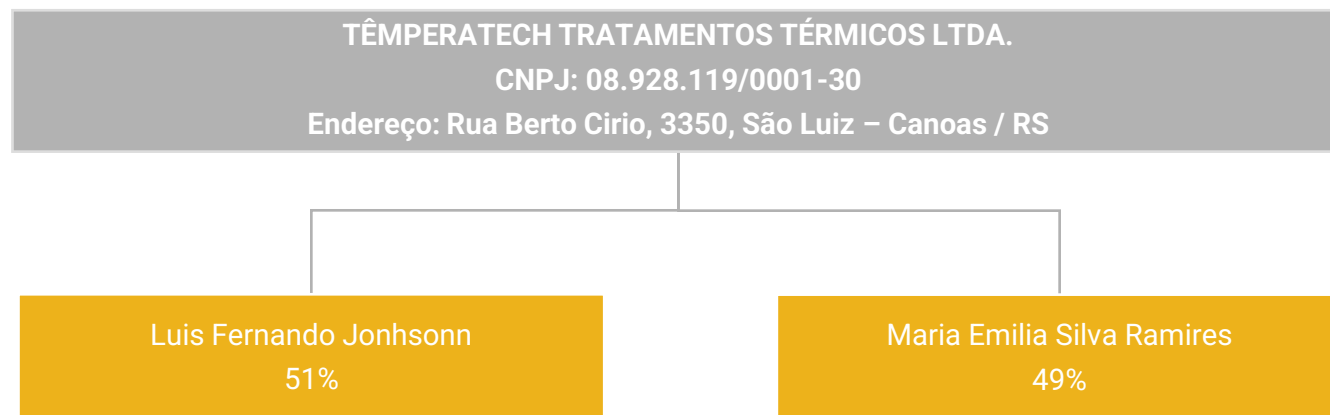 TÊMPERATECH TRATAMENTOS TÉRMICOS LTDA.
CNPJ: 08.928.119/0001-30
Endereço: Rua Berto Cirio, 3350, São Luiz – Canoas / RS
Luis Fernando Jonhsonn
51%
Maria Emilia Silva Ramires
49%